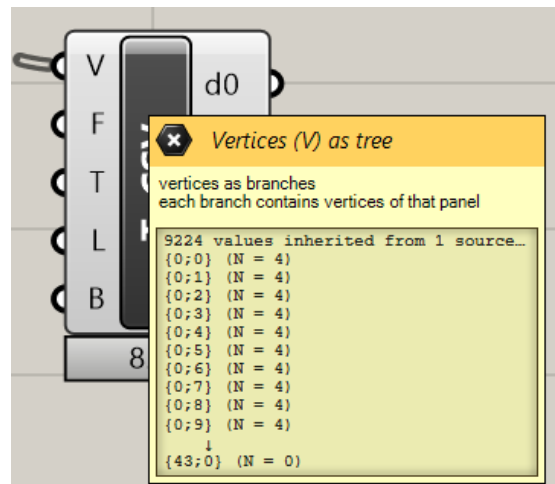 V
d0
F
T
L
B
8
Vertices (V) as tree
vertices as branches
each branch contains vertices of that panel
9224 values inherited from 1 source…
{0;0} (N = 4)
{0;1} (N = 4)
{0;2} (N = 4)
{0;3} (N = 4)
{0;4} (N = 4)
{0;5} (N = 4)
{0;6} (N = 4)
{0;7} (N = 4)
{0;8} (N = 4)
{0;9} (N = 4)
↓
{43;0} (N = 0)